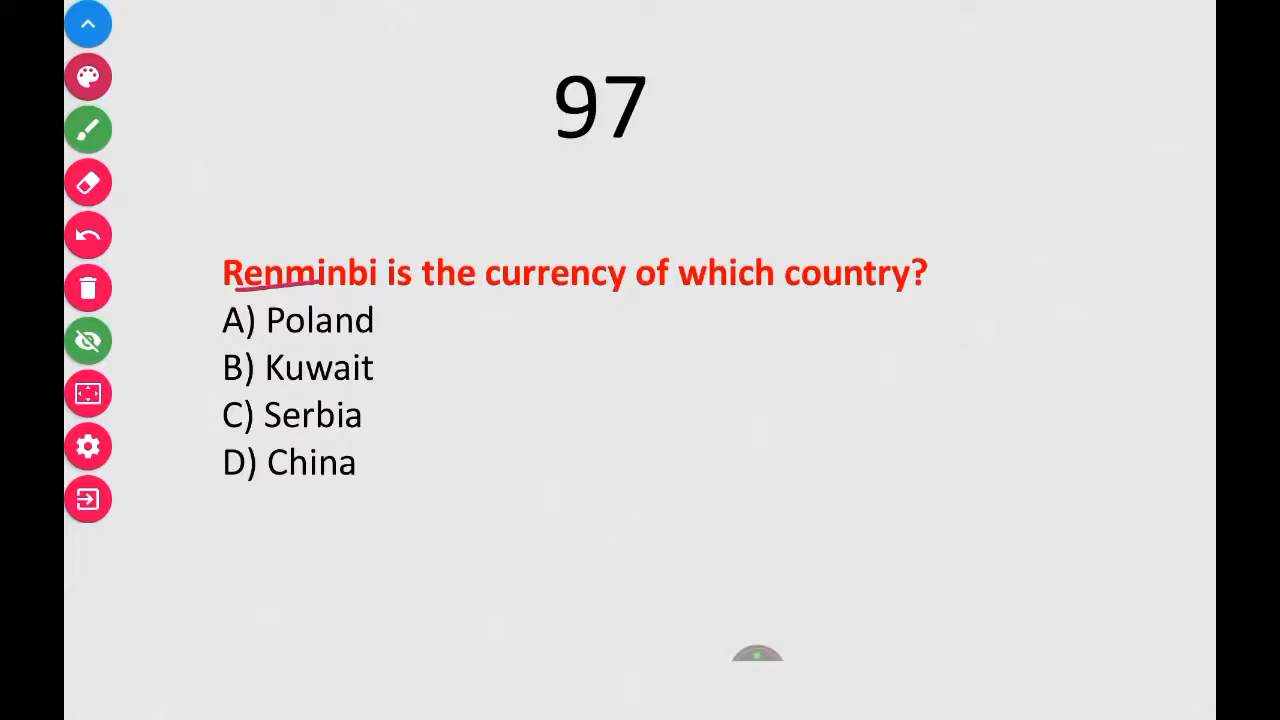 97
Renminbi is the currency of which country?
A) Poland
B) Kuwait
C) Serbia
D) China